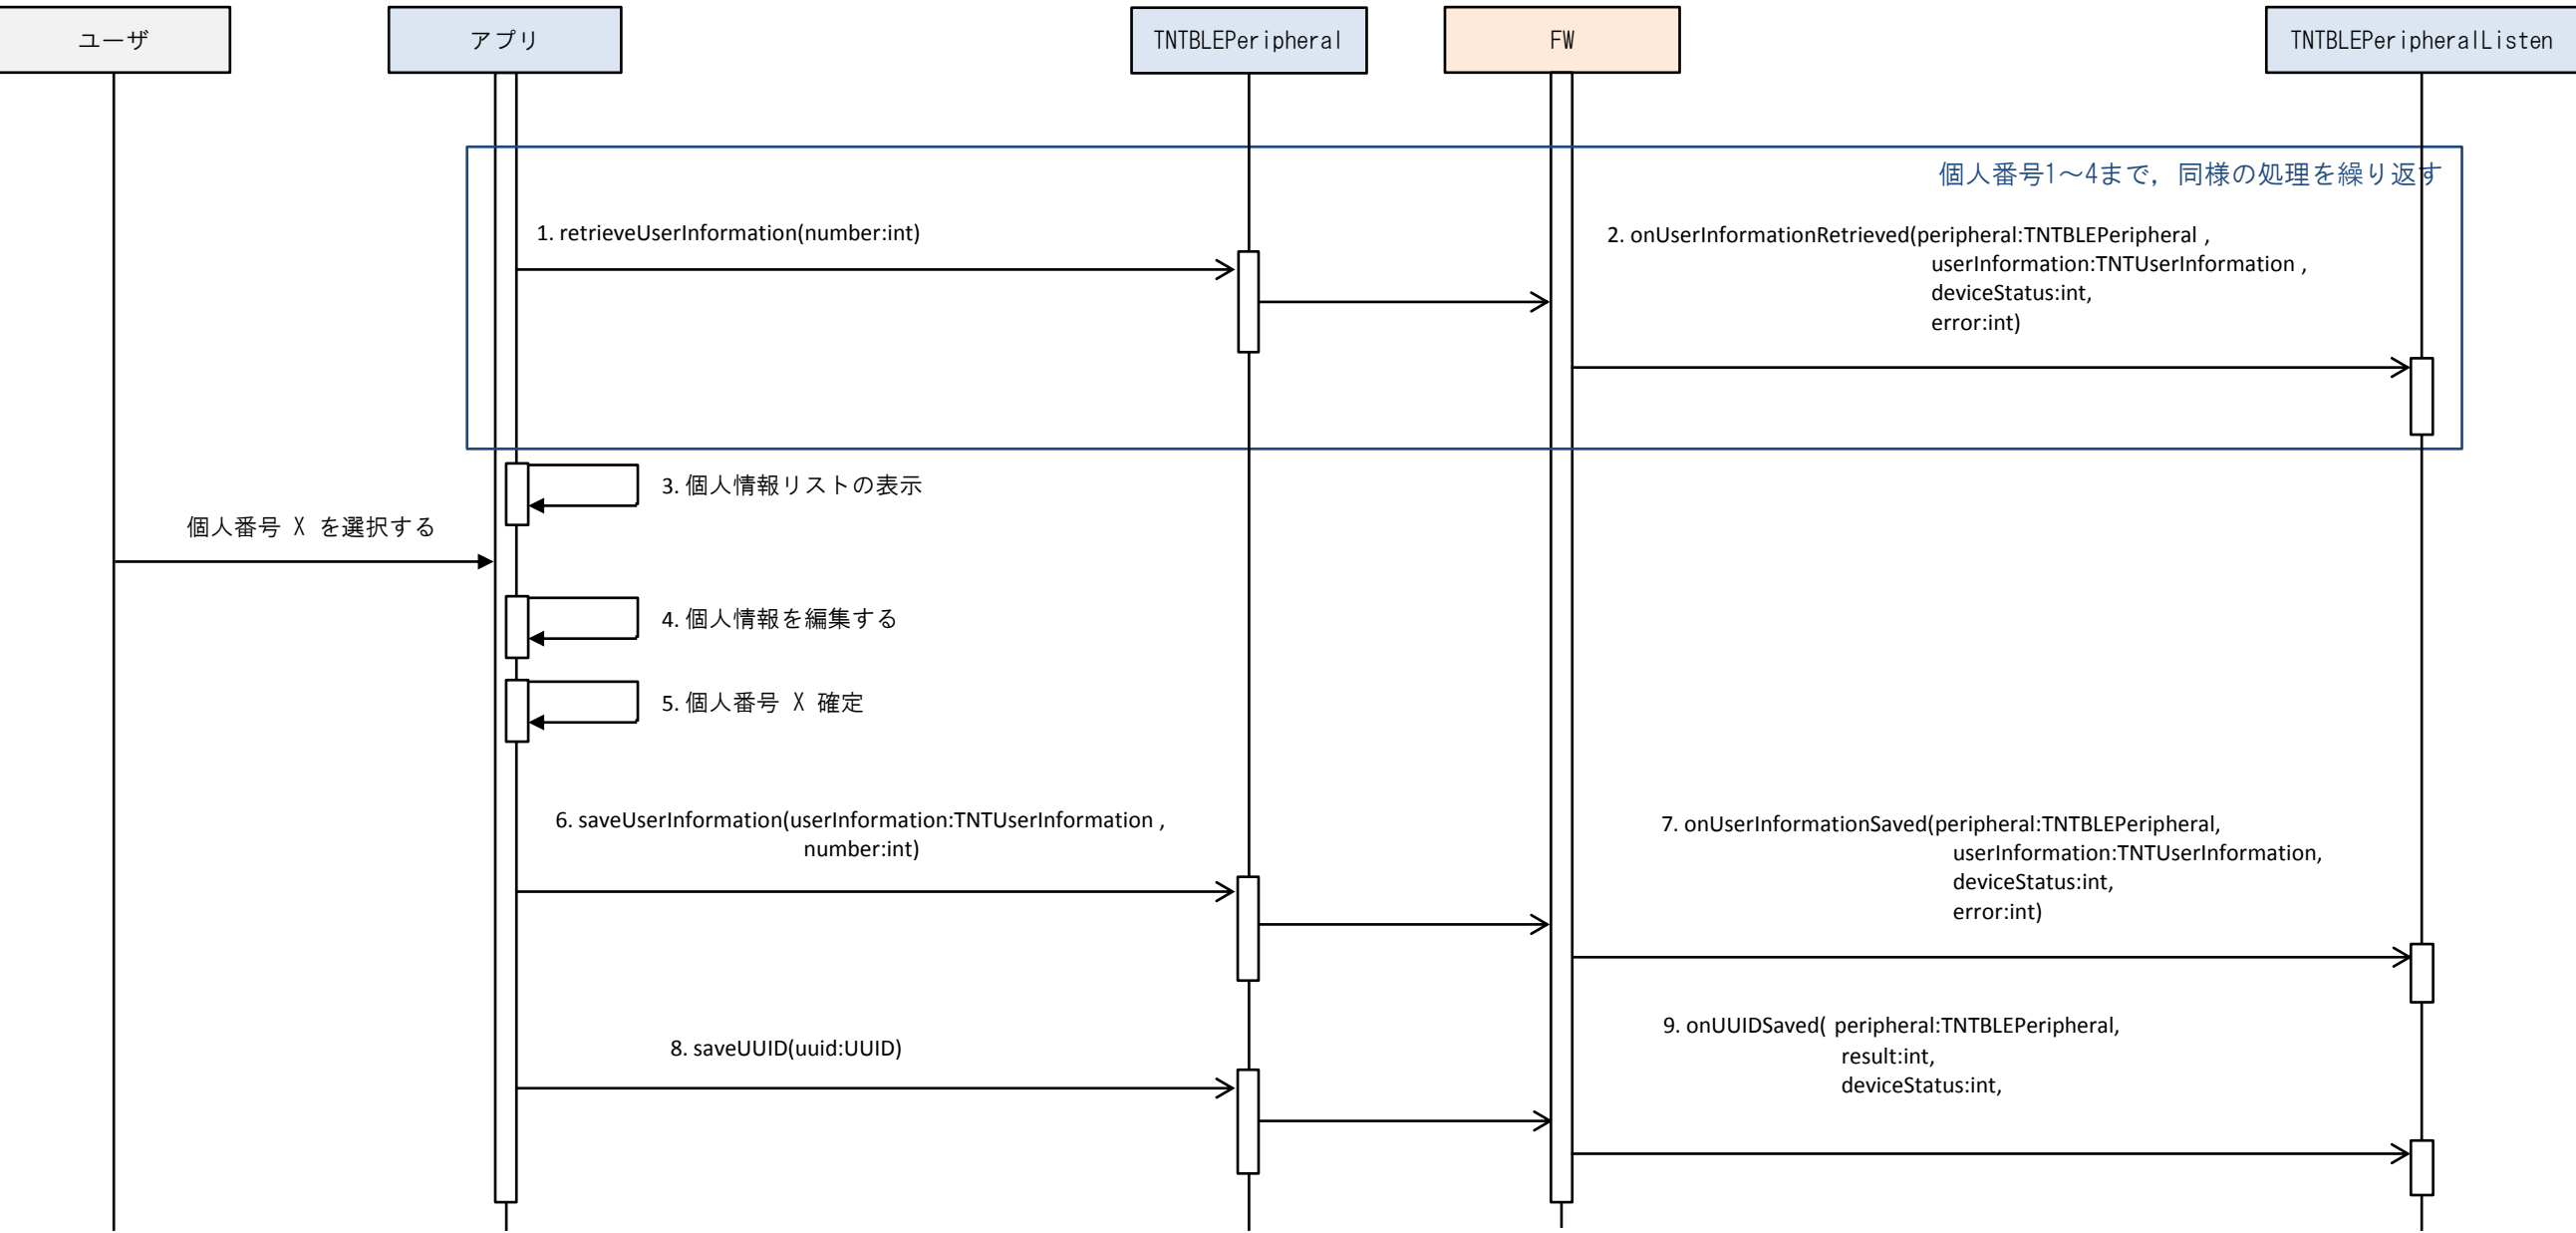 ユーザ
アプリ
TNTBLEPeripheral
FW
TNTBLEPeripheralListen
個人番号1～4まで，同様の処理を繰り返す
1. retrieveUserInformation(number:int)
2. onUserInformationRetrieved(peripheral:TNTBLEPeripheral ,
userInformation:TNTUserInformation ,
deviceStatus:int,
error:int)
3. 個人情報リストの表示
個人番号 X を選択する
4. 個人情報を編集する
5. 個人番号 X 確定
6. saveUserInformation(userInformation:TNTUserInformation ,
number:int)
7. onUserInformationSaved(peripheral:TNTBLEPeripheral,
userInformation:TNTUserInformation,
deviceStatus:int,
error:int)
8. saveUUID(uuid:UUID)
9. onUUIDSaved( peripheral:TNTBLEPeripheral,
result:int,
deviceStatus:int,